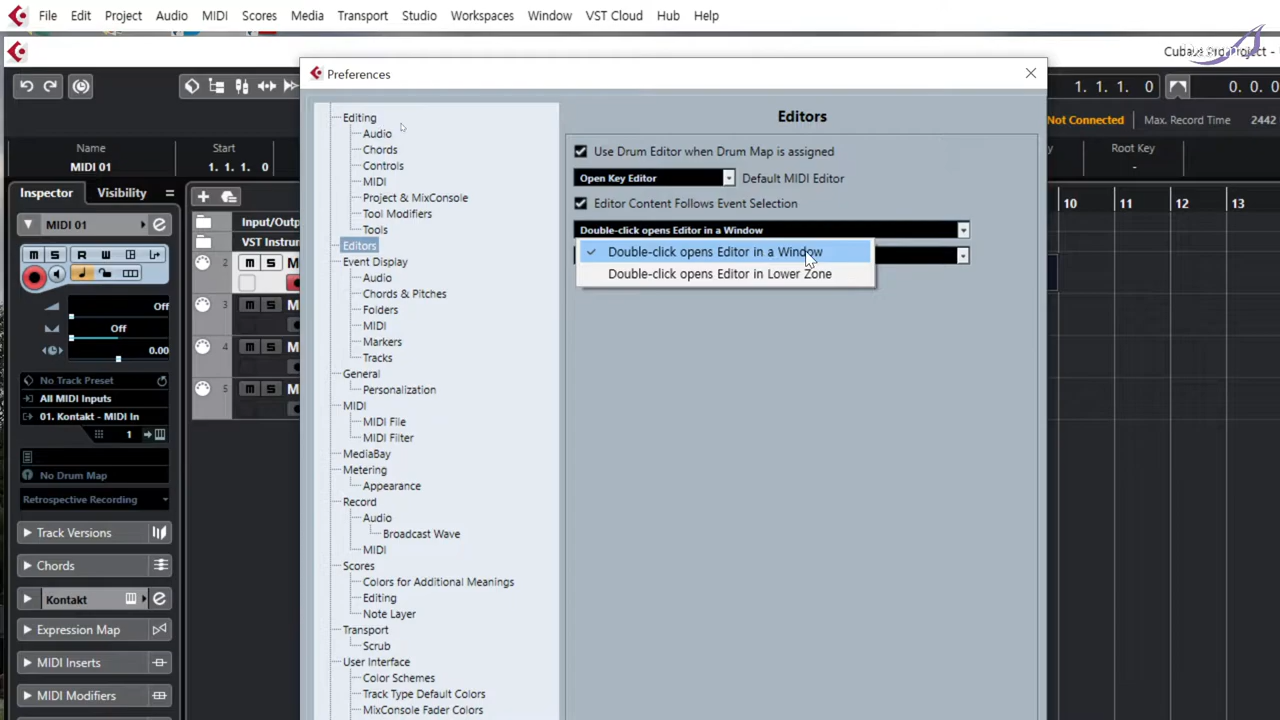 File Edit Project Audio MIDI Scores Media Transport Studio Workspaces Window VST Cloud Hub Help
Preferences
1. 1. 1. 0
0. 0. 0.
Not Connected
Max. Record Time
2442
Name
MIDI 01
Start
1. 1. 1. 0
Root Key
-
Inspector
Visibility
MIDI 01
m S R W
Off
Off
0.00
No Track Preset
All MIDI Inputs
01. Kontakt - MIDI In
1
No Drum Map
Retrospective Recording
Track Versions
Chords
Kontakt
Expression Map
MIDI Inserts
MIDI Modifiers
Input/Outp
VST Instrum
2 m S M
3 m S M
4 m S M
5 m S M
10 11 12 13
Editing
Audio
Chords
Controls
MIDI
Project & MixConsole
Tool Modifiers
Tools
Editors
Event Display
Audio
Chords & Pitches
Folders
MIDI
Markers
Tracks
General
Personalization
MIDI
MIDI File
MIDI Filter
MediaBay
Metering
Appearance
Record
Audio
Broadcast Wave
MIDI
Scores
Colors for Additional Meanings
Editing
Note Layer
Transport
Scrub
User Interface
Color Schemes
Track Type Default Colors
MixConsole Fader Colors
Editors
Use Drum Editor when Drum Map is assigned
Open Key Editor
Default MIDI Editor
Editor Content Follows Event Selection
Double-click opens Editor in a Window
Double-click opens Editor in a Window
Double-click opens Editor in Lower Zone